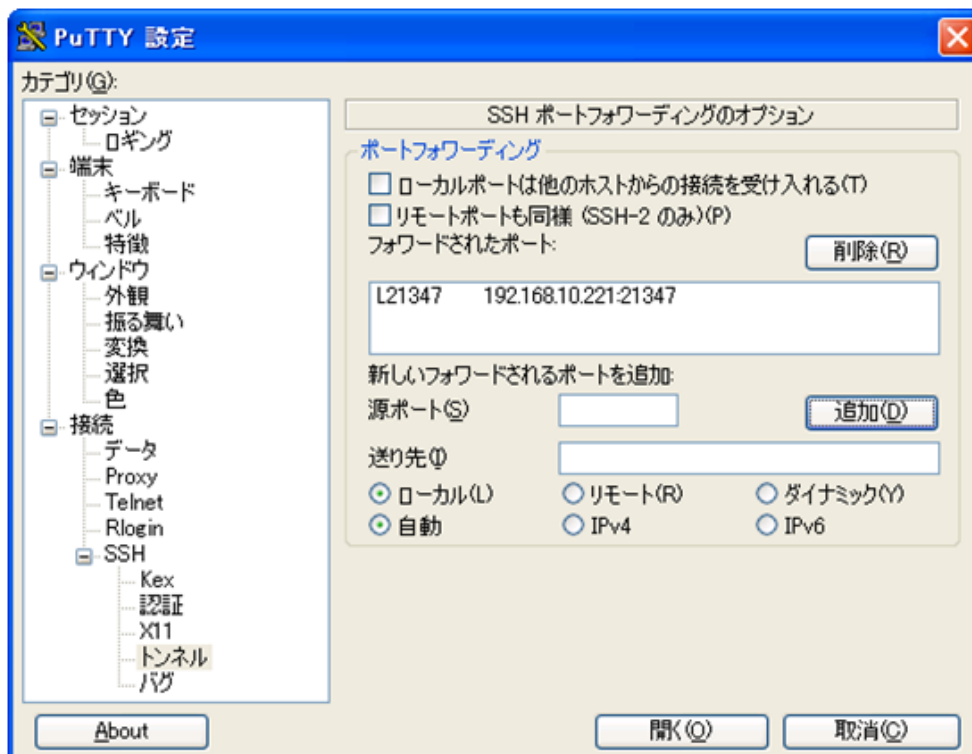 PuTTY 設定
カテゴリ(G):
セッション
ロギング
端末
キーボード
ベル
特徴
ウィンドウ
外観
振る舞い
変換
選択
色
接続
データ
Proxy
Telnet
Rlogin
SSH
Kex
認証
X11
トンネル
バグ
SSH ポートフォワーディングのオプション
ポートフォワーディング
ローカルポートは他のホストからの接続を受け入れる(T)
リモートポートも同様 (SSH-2 のみ)(P)
フォワードされたポート:
削除(R)
L21347 192.168.10.221:21347
新しいフォワードされるポートを追加:
源ポート(S)
追加(D)
送り先(I)
ローカル(L) リモート(R) ダイナミック(Y)
自動 IPv4 IPv6
About 開く(O) 取消(C)